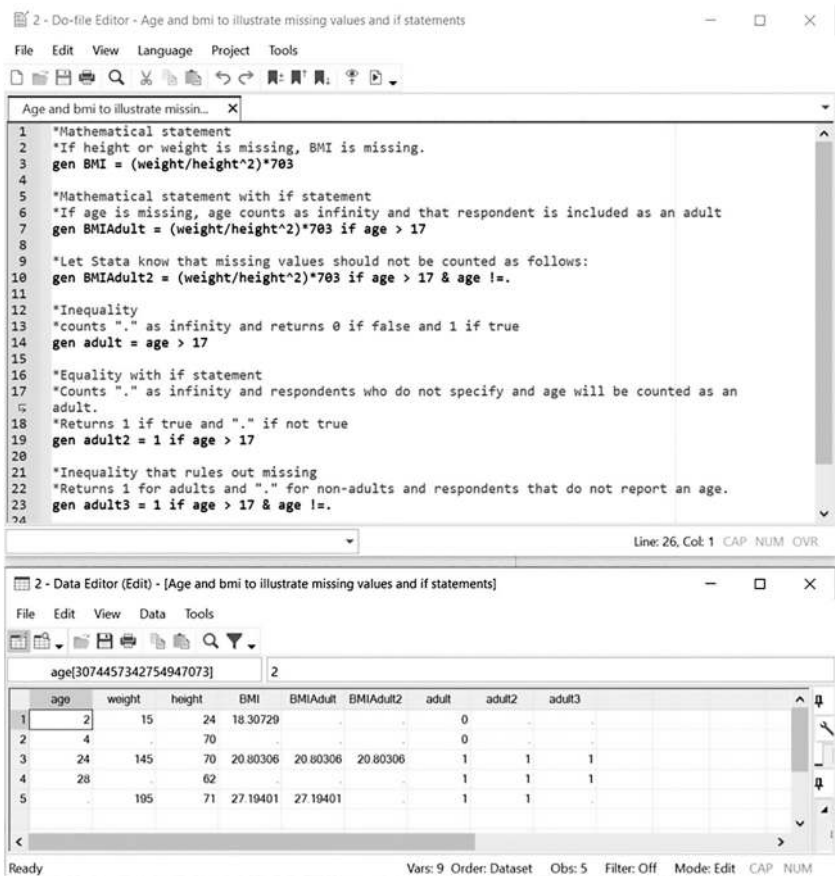 2 - Do-file Editor - Age and bmi to illustrate missing values and if statements
File Edit View Language Project Tools
Age and bmi to illustrate missin... X
1 *Mathematical statement
2 *If height or weight is missing, BMI is missing.
3 gen BMI = (weight/height^2)*703
4
5 *Mathematical statement with if statement
6 *If age is missing, age counts as infinity and that respondent is included as an adult
7 gen BMIAdult = (weight/height^2)*703 if age > 17
8
9 *Let Stata know that missing values should not be counted as follows:
10 gen BMIAdult2 = (weight/height^2)*703 if age > 17 & age !=.
11
12 *Inequality
13 *counts "." as infinity and returns 0 if false and 1 if true
14 gen adult = age > 17
15
16 *Equality with if statement
17 *Counts "." as infinity and respondents who do not specify and age will be counted as an
adult.
18 *Returns 1 if true and "." if not true
19 gen adult2 = 1 if age > 17
20
21 *Inequality that rules out missing
22 *Returns 1 for adults and "." for non-adults and respondents that do not report an age.
23 gen adult3 = 1 if age > 17 & age !=.
24
Line: 26, Col: 1 CAP NUM OVR
2 - Data Editor (Edit) - [Age and bmi to illustrate missing values and if statements]
File Edit View Data Tools
age[3074457342754947073] 2
age weight height BMI BMIAdult BMIAdult2 adult adult2 adult3
1 2 15 24 18.30729 . . 0 . .
2 4 . 70 . . . 0 . .
3 24 145 70 20.80306 20.80306 20.80306 1 1 1
4 28 . 62 . . . 1 1 1
5 . 195 71 27.19401 27.19401 . 1 1 .
Ready Vars: 9 Order: Dataset Obs: 5 Filter: Off Mode: Edit CAP NUM